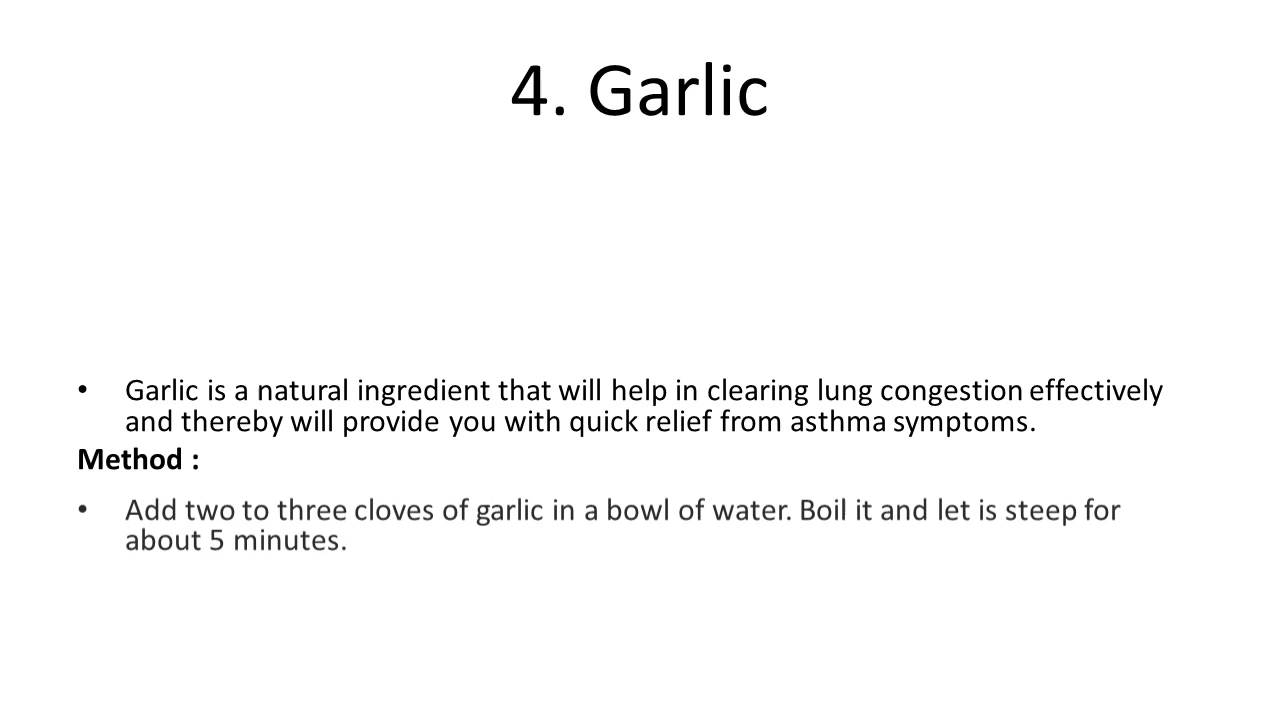 4. Garlic
• Garlic is a natural ingredient that will help in clearing lung congestion effectively
and thereby will provide you with quick relief from asthma symptoms.
Method :
• Add two to three cloves of garlic in a bowl of water. Boil it and let is steep for
about 5 minutes.